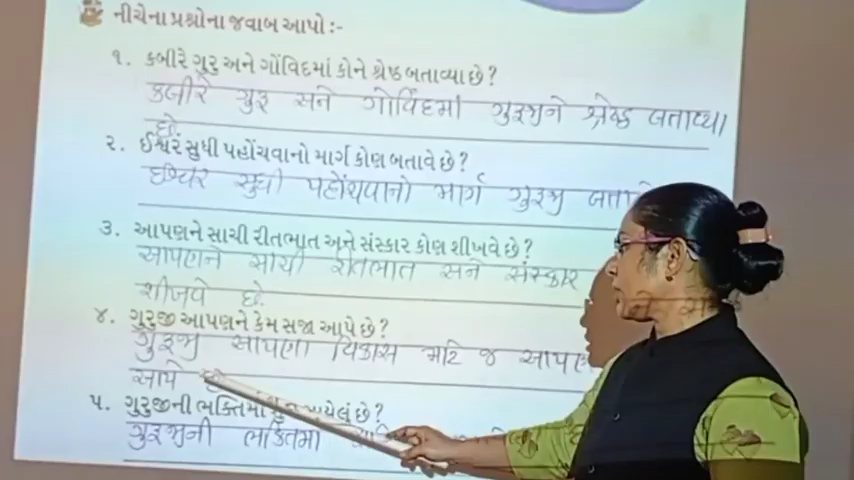 નીચેના પ્રશ્નોના જવાબ આપો :-
૧. કબીરે ગુરુ અને ગોંવિદમાં કોને શ્રેષ્ઠ બતાવ્યા છે?
કબીરે ગુરૂ અને ગોવિંદમાં ગુરૂજીને શ્રેષ્ઠ બતાવ્યા
છે.
૨. ઈશ્વર સુધી પહોંચવાનો માર્ગ કોણ બતાવે છે?
ઈશ્વર સુધી પહોંચવાનો માર્ગ ગુરૂજી
૩. આપણને સાચી રીતભાત અને સંસ્કાર કોણ શીખવે છે?
આપણને સાચી રીતભાત અને સંસ્કાર
શીખવે છે.
૪. ગુરુજી આપણને કેમ સજા આપે છે?
ગુરૂજી આપણા વિકાસ માટે જ
આપે
૫. ગુરુજીની ભક્તિમાં છે?
ગુરૂજીની ભક્તિમાં